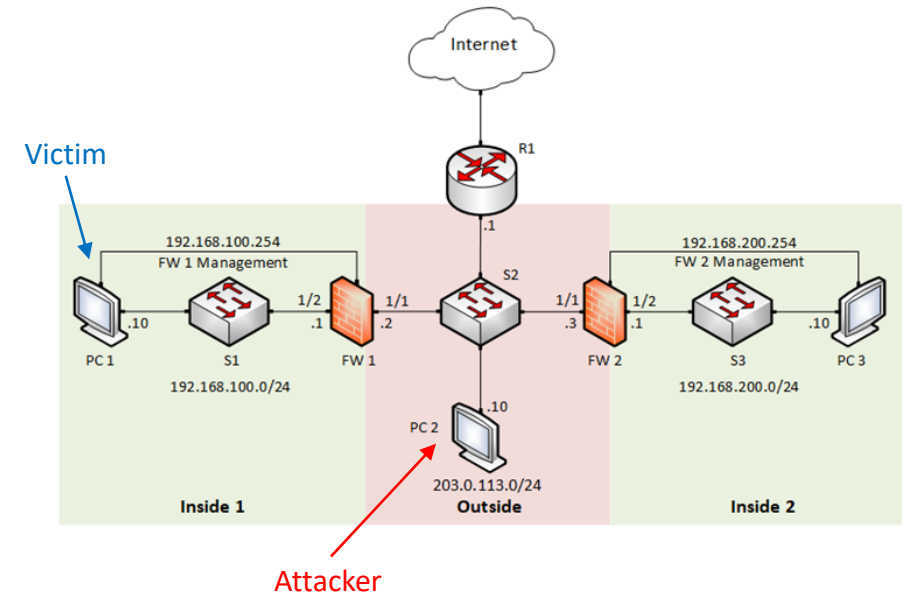 Internet
R1
Victim
.1
192.168.100.254
FW 1 Management
S2
192.168.200.254
FW 2 Management
1/2
1/1
1/1
1/2
.10
.1
.2
.3
.1
.10
PC 1
S1
FW 1
FW 2
S3
PC 3
192.168.100.0/24
192.168.200.0/24
.10
PC 2
203.0.113.0/24
Inside 1
Outside
Inside 2
Attacker